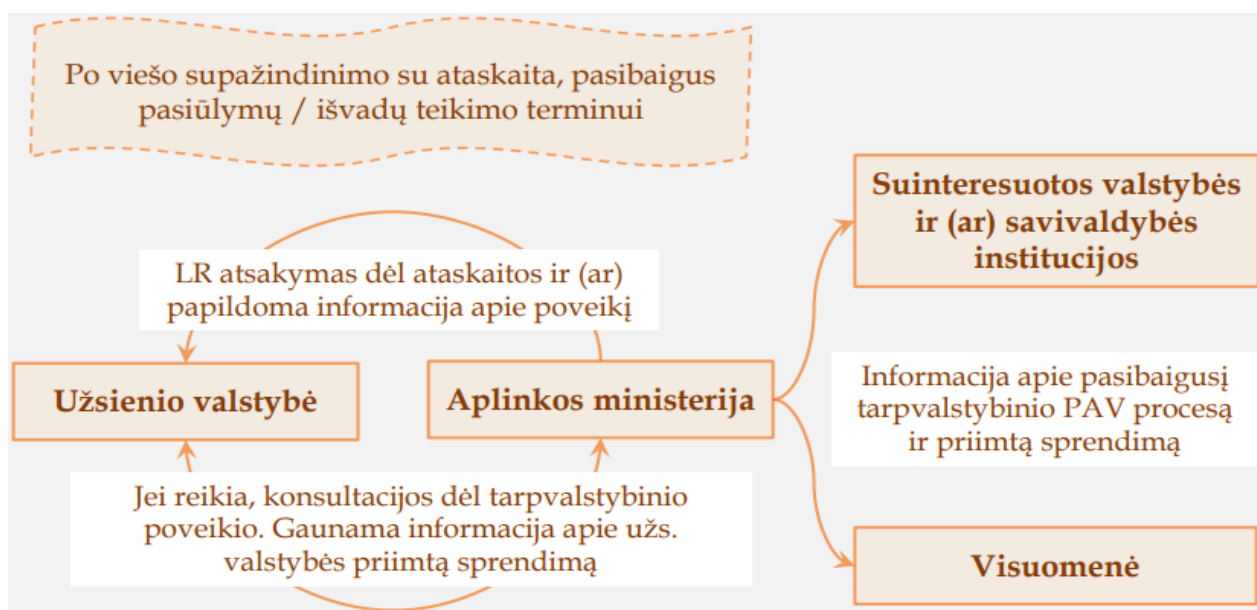 Po viešo supažindinimo su ataskaita, pasibaigus
pasiūlymų / išvadų teikimo terminui
Suinteresuotos valstybės
ir (ar) savivaldybės
institucijos
LR atsakymas dėl ataskaitos ir (ar)
papildoma informacija apie poveikį
Užsienio valstybė
Aplinkos ministerija
Informacija apie pasibaigusį
tarpvalstybinio PAV procesą
ir priimtą sprendimą
Jei reikia, konsultacijos dėl tarpvalstybinio
poveikio. Gaunama informacija apie užs.
valstybės priimtą sprendimą
Visuomenė